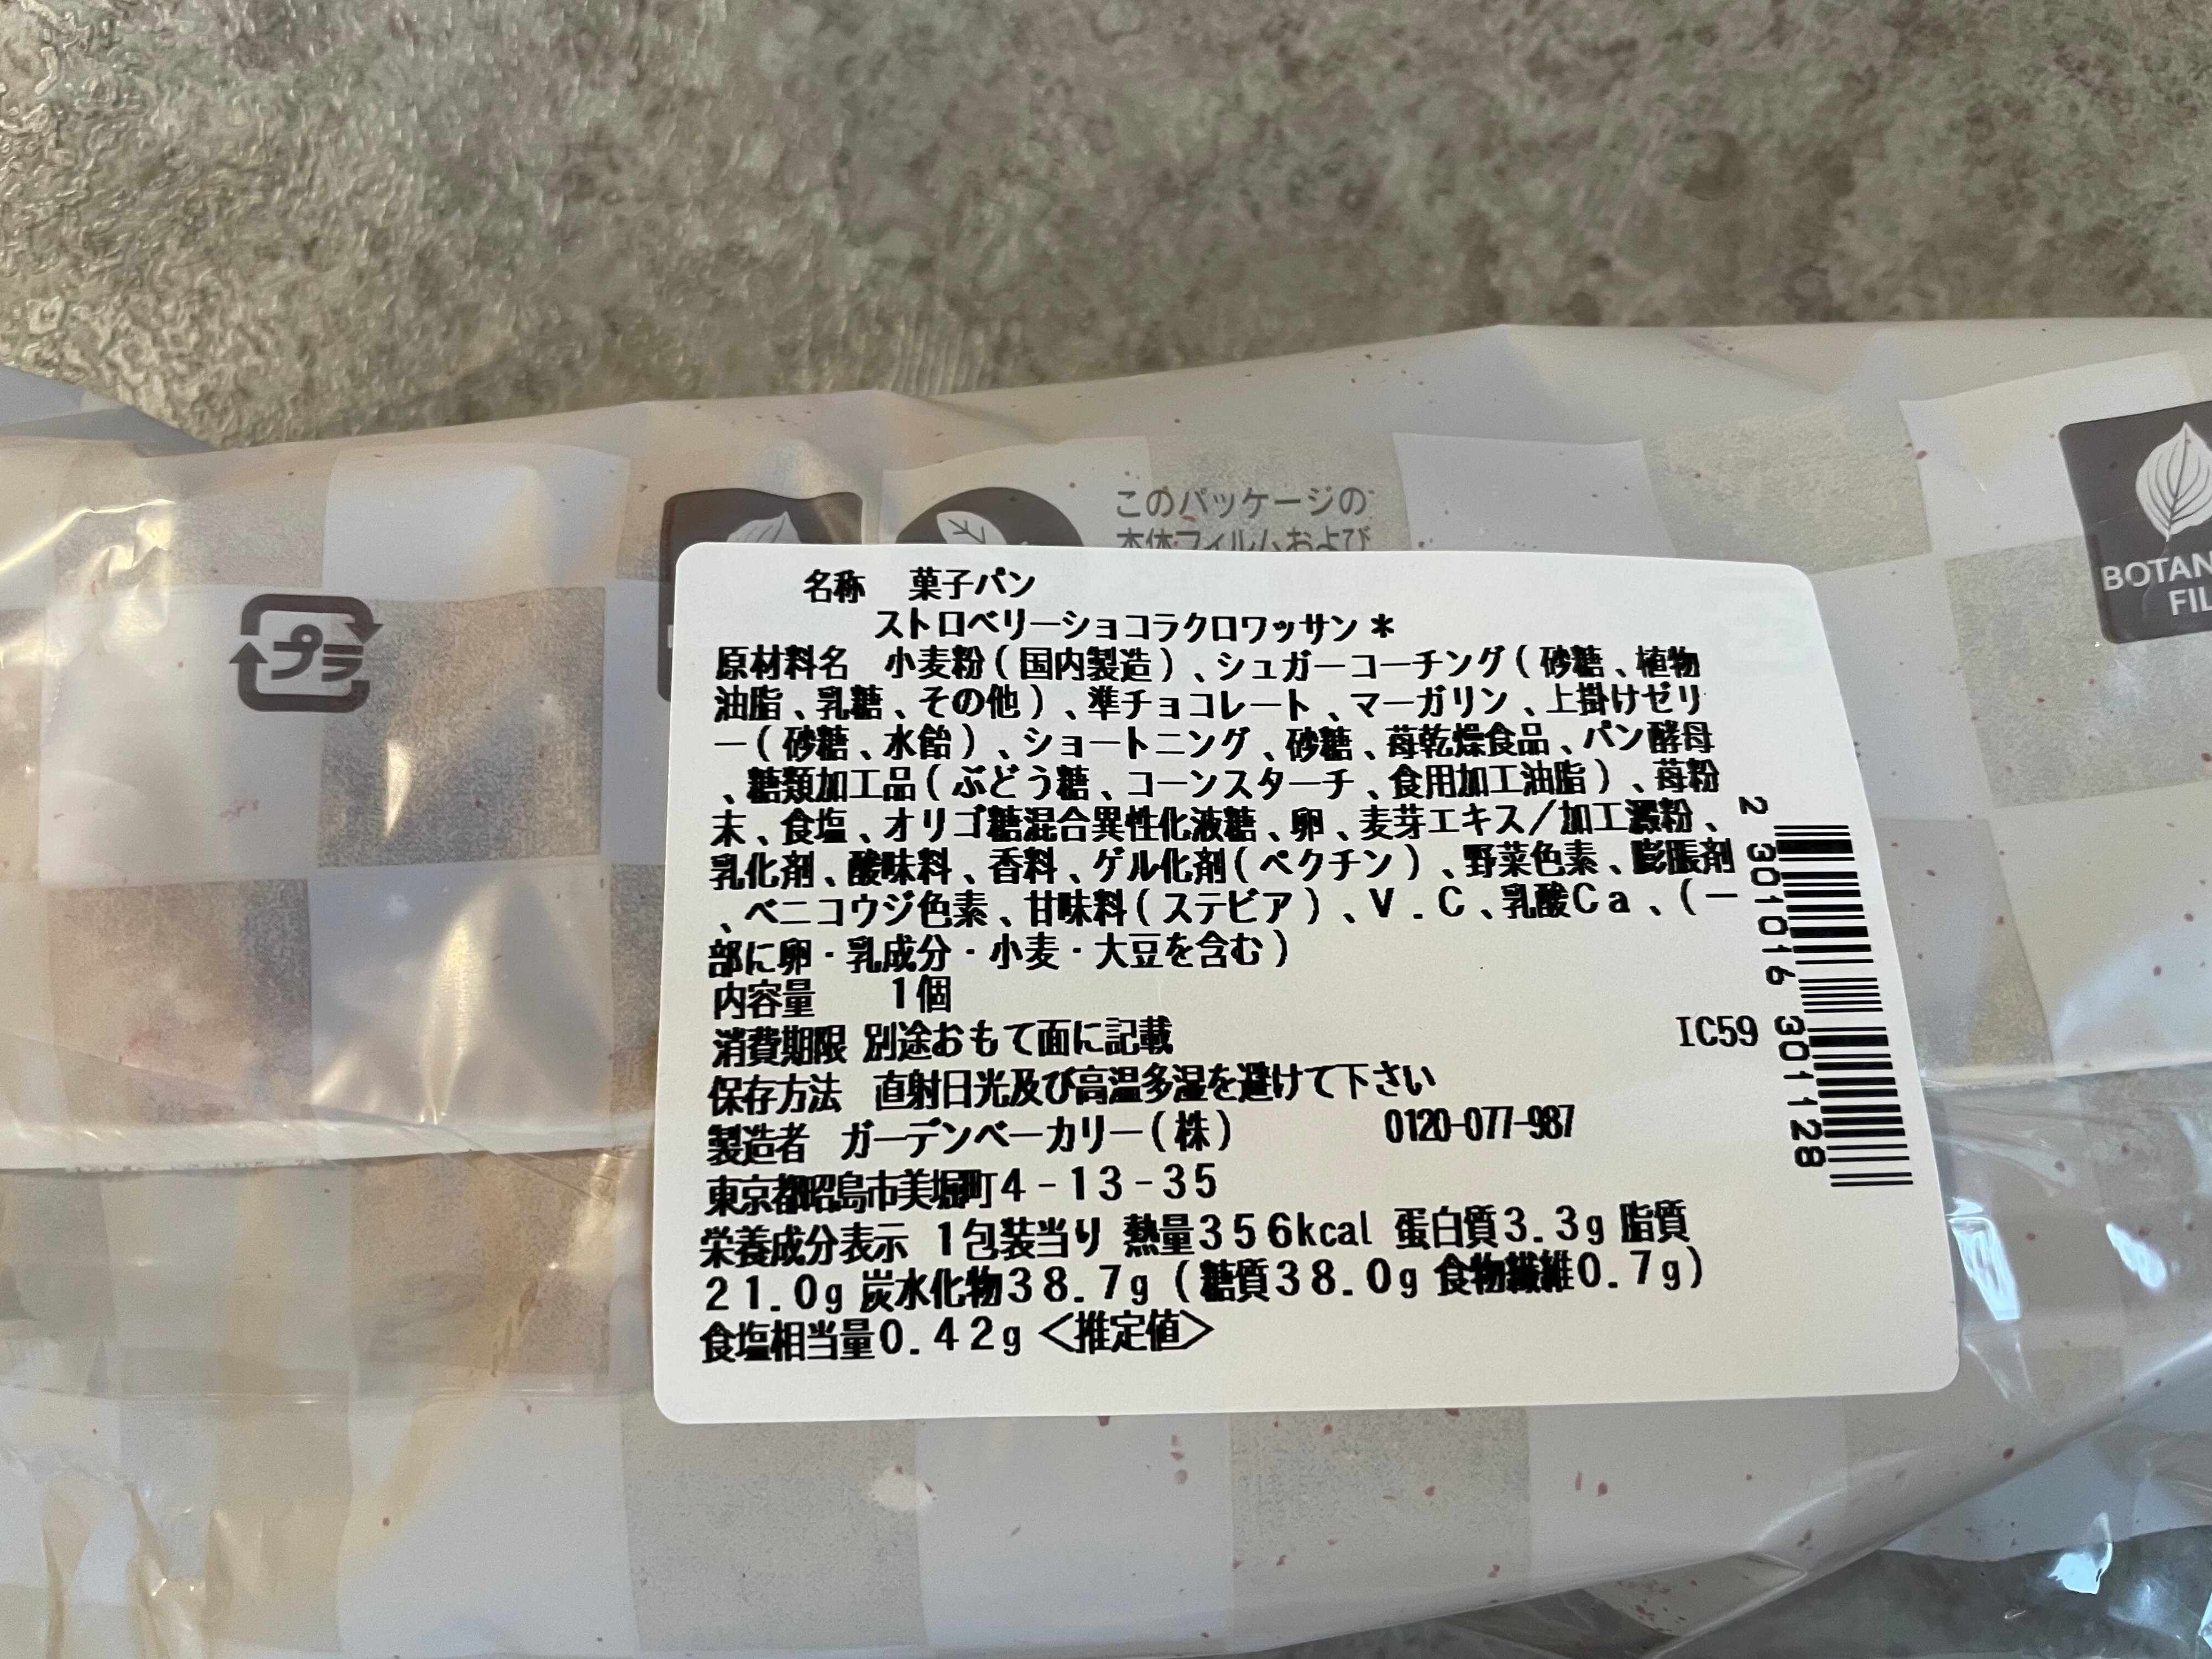 このパッケージの
本体フィルムおよび
プラ
BOTAN
FIL
名称 菓子パン
ストロベリーショコラクロワッサン＊
原材料名 小麦粉(国内製造)、シュガーコーチング(砂糖、植物
油脂、乳糖、その他)、準チョコレート、マーガリン、上掛けゼリ
ー(砂糖、水飴)、ショートニング、砂糖、苺乾燥食品、パン酵母
、糖類加工品(ぶどう糖、コーンスターチ、食用加工油脂)、苺粉
末、食塩、オリゴ糖混合異性化液糖、卵、麦芽エキス/加工澱粉、
乳化剤、酸味料、香料、ゲル化剤(ペクチン)、野菜色素、膨脹剤
、ベニコウジ色素、甘味料(ステビア)、V.C、乳酸Ca、(一
部に卵・乳成分・小麦・大豆を含む)
内容量 1個
消費期限 別途おもて面に記載
IC59
保存方法 直射日光及び高温多湿を避けて下さい
製造者 ガーデンベーカリー(株) 0120-077-987
東京都昭島市美堀町4-13-35
栄養成分表示 1包装当り 熱量356kcal 蛋白質3.3g 脂質
21.0g 炭水化物38.7g (糖質38.0g 食物繊維0.7g)
食塩相当量0.42g <推定値>
2 301016 301128